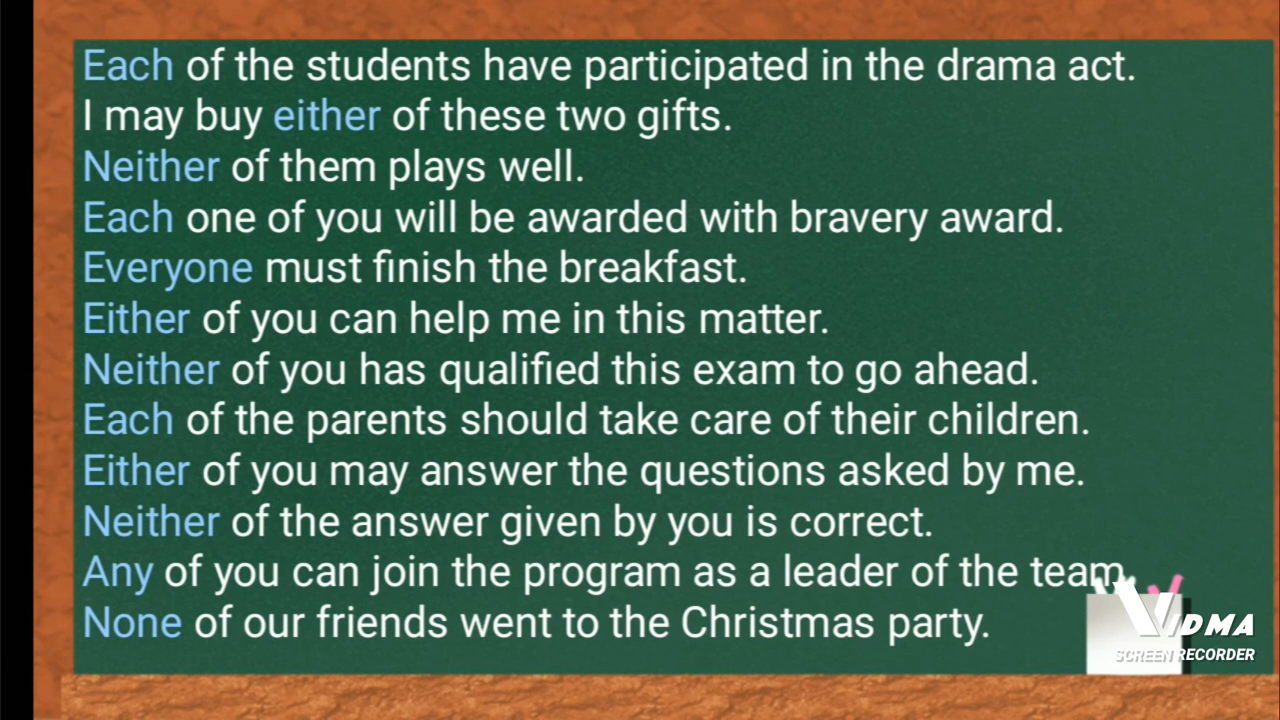 Each of the students have participated in the drama act.
I may buy either of these two gifts.
Neither of them plays well.
Each one of you will be awarded with bravery award.
Everyone must finish the breakfast.
Either of you can help me in this matter.
Neither of you has qualified this exam to go ahead.
Each of the parents should take care of their children.
Either of you may answer the questions asked by me.
Neither of the answer given by you is correct.
Any of you can join the program as a leader of the team.
None of our friends went to the Christmas party.
VIDMA
SCREEN RECORDER